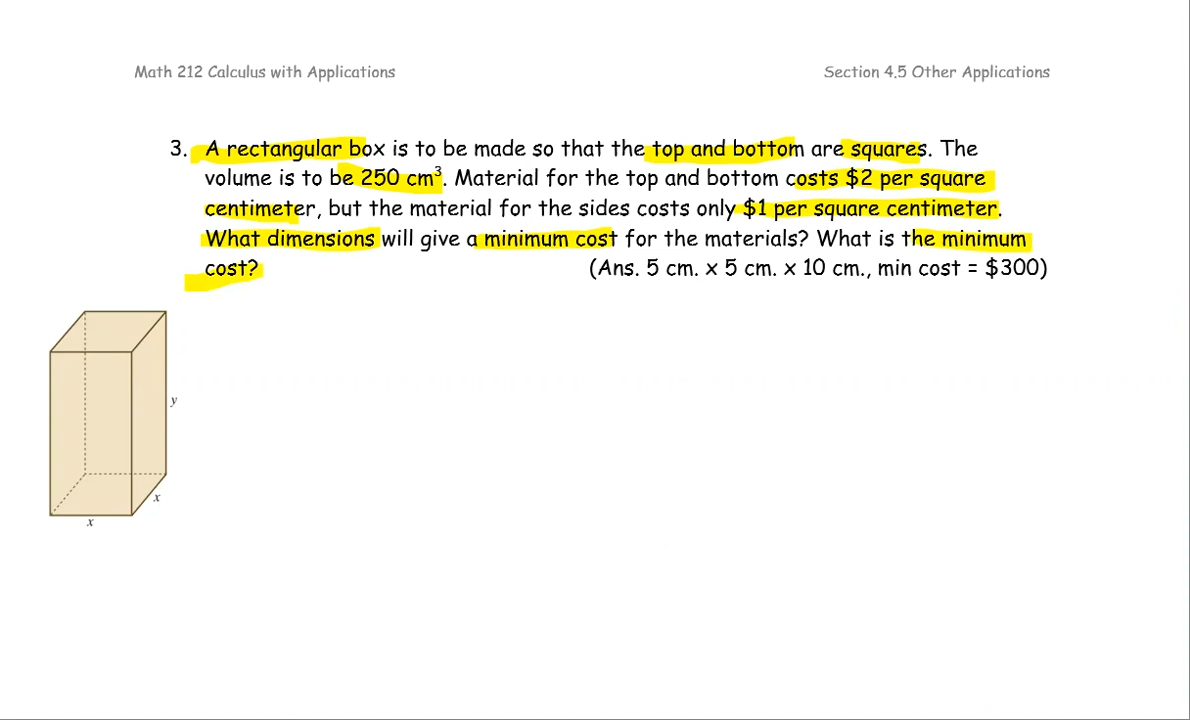 Math 212 Calculus with Applications
Section 4.5 Other Applications
3. A rectangular box is to be made so that the top and bottom are squares. The
volume is to be 250 cm³. Material for the top and bottom costs $2 per square
centimeter, but the material for the sides costs only $1 per square centimeter.
What dimensions will give a minimum cost for the materials? What is the minimum
cost? (Ans. 5 cm. x 5 cm. x 10 cm., min cost = $300)
y
x
x